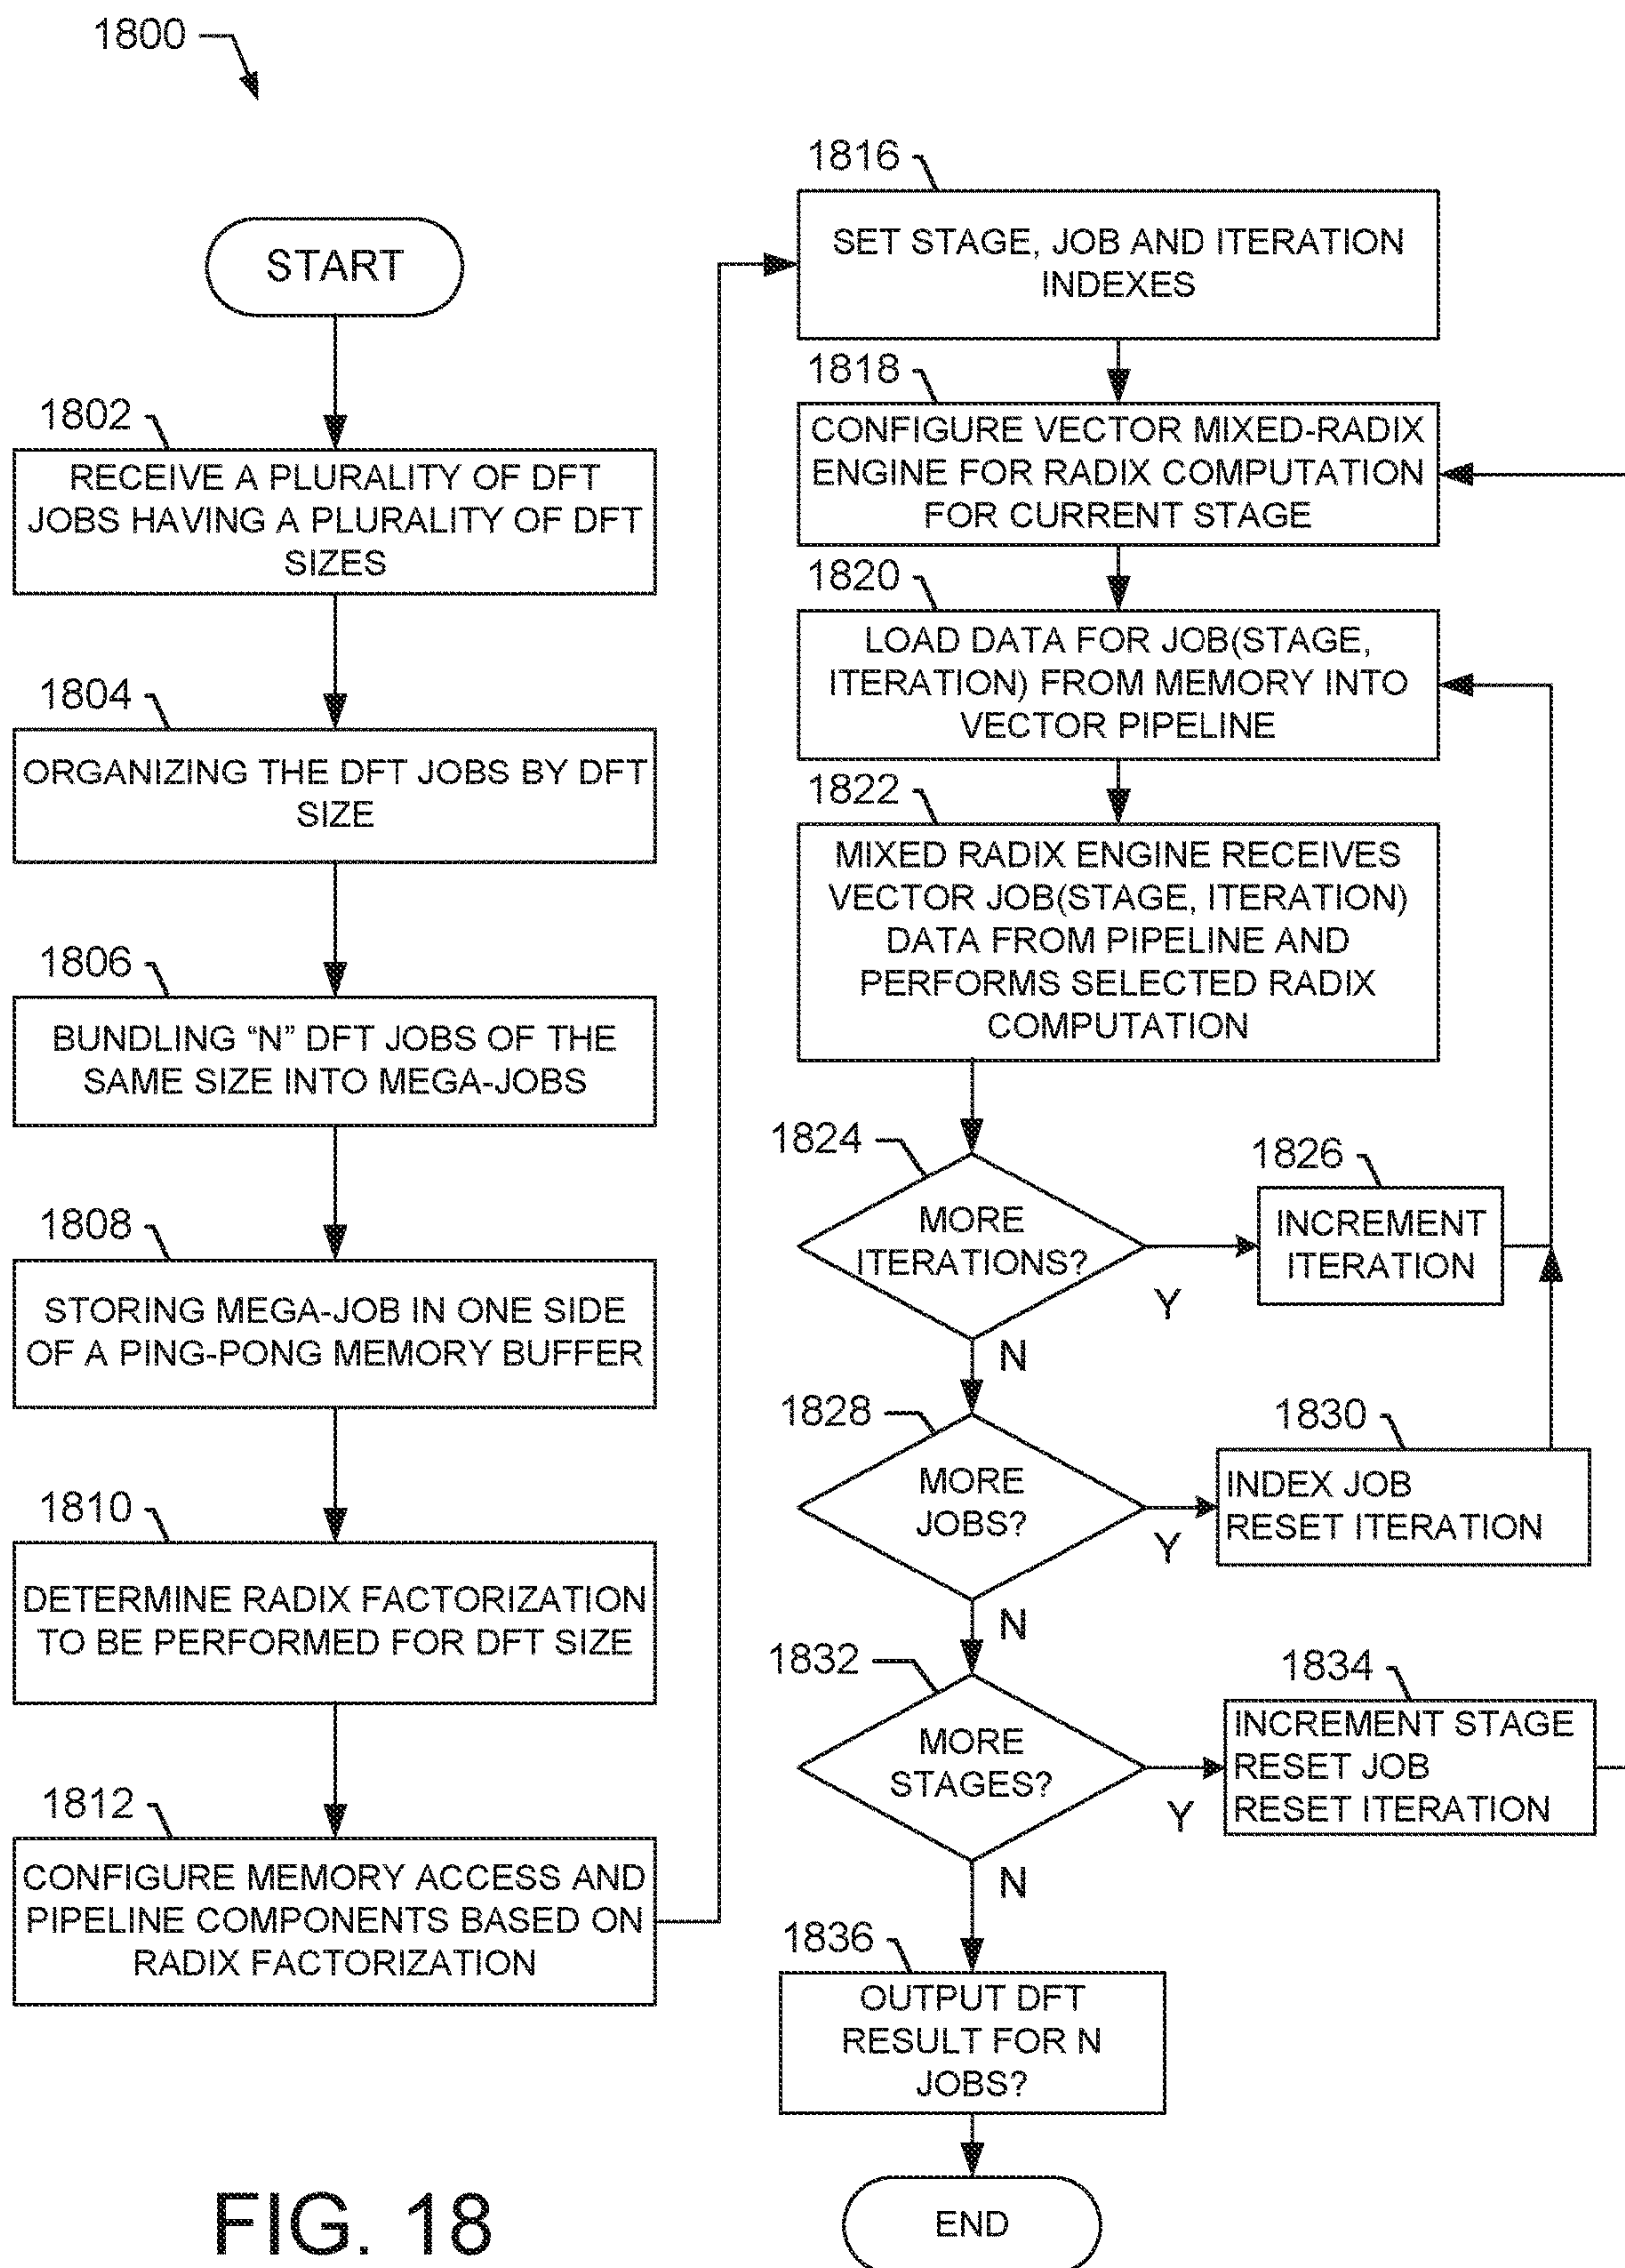 1800
START
1802
RECEIVE A PLURALITY OF DFT
JOBS HAVING A PLURALITY OF DFT
SIZES
1804
ORGANIZING THE DFT JOBS BY DFT
SIZE
1806
BUNDLING “N” DFT JOBS OF THE
SAME SIZE INTO MEGA-JOBS
1808
STORING MEGA-JOB IN ONE SIDE
OF A PING-PONG MEMORY BUFFER
1810
DETERMINE RADIX FACTORIZATION
TO BE PERFORMED FOR DFT SIZE
1812
CONFIGURE MEMORY ACCESS AND
PIPELINE COMPONENTS BASED ON
RADIX FACTORIZATION
1816
SET STAGE, JOB AND ITERATION
INDEXES
1818
CONFIGURE VECTOR MIXED-RADIX
ENGINE FOR RADIX COMPUTATION
FOR CURRENT STAGE
1820
LOAD DATA FOR JOB(STAGE,
ITERATION) FROM MEMORY INTO
VECTOR PIPELINE
1822
MIXED RADIX ENGINE RECEIVES
VECTOR JOB(STAGE, ITERATION)
DATA FROM PIPELINE AND
PERFORMS SELECTED RADIX
COMPUTATION
1824
MORE
ITERATIONS?
Y
N
1826
INCREMENT
ITERATION
1828
MORE
JOBS?
Y
N
1830
INDEX JOB
RESET ITERATION
1832
MORE
STAGES?
Y
N
1834
INCREMENT STAGE
RESET JOB
RESET ITERATION
1836
OUTPUT DFT
RESULT FOR N
JOBS?
END
FIG. 18